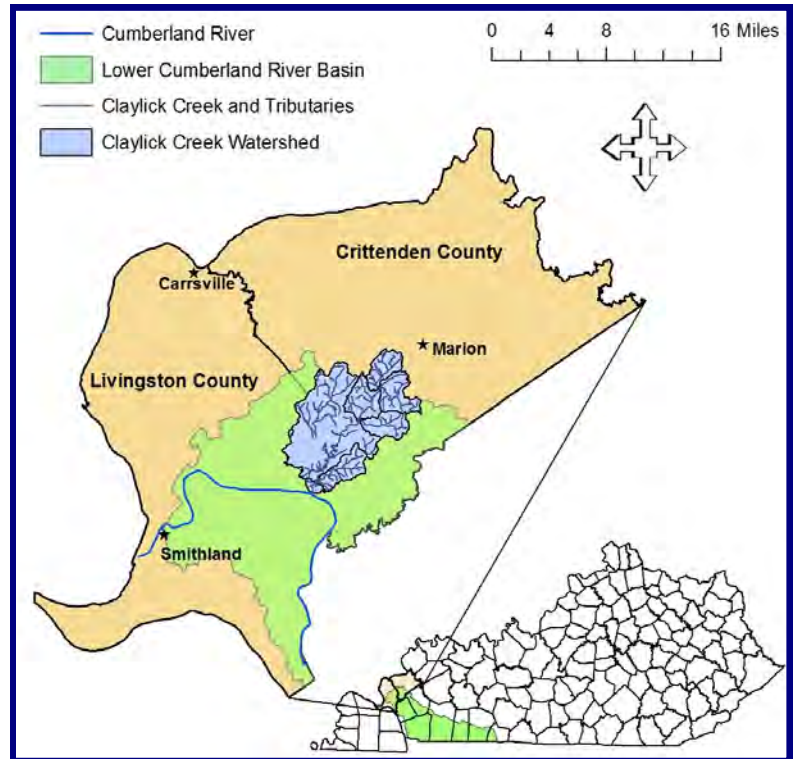 Cumberland River
Lower Cumberland River Basin
Claylick Creek and Tributaries
Claylick Creek Watershed
0 4 8 16 Miles
Crittenden County
Carrsville
Marion
Livingston County
Smithland